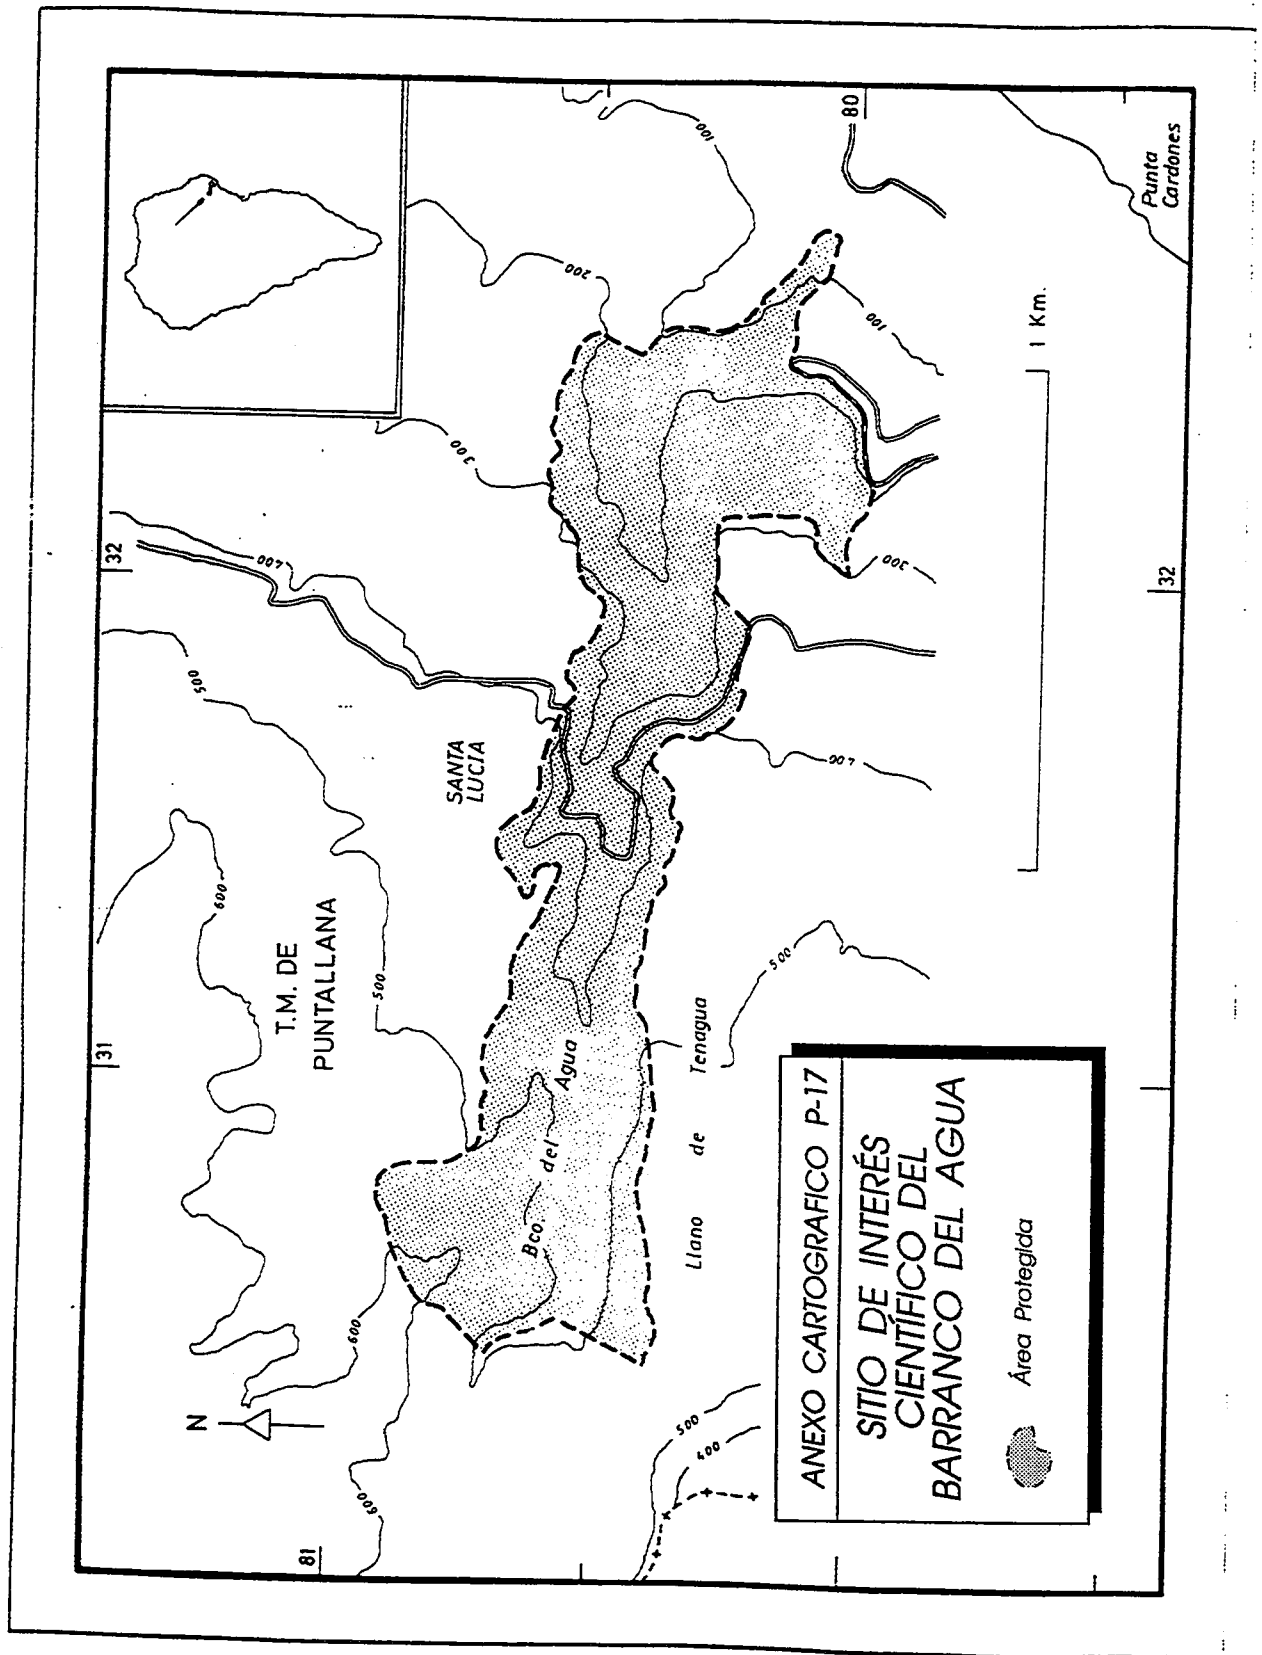 N
81
31
32
80
32
600
600
600
500
500
400
300
200
100
100
300
400
500
500
400
T.M. DE
PUNTALLANA
SANTA
LUCIA
Bco. del Agua
Llano de Tenagua
Punta
Cardones
1 Km.
ANEXO CARTOGRAFICO P-17
SITIO DE INTERÉS
CIENTÍFICO DEL
BARRANCO DEL AGUA
Área Protegida